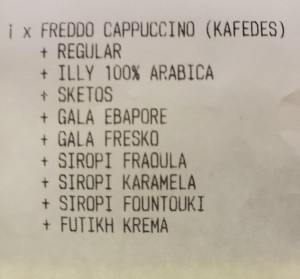 1 x FREDDO CAPPUCCINO (KAFEDES)
+ REGULAR
+ ILLY 100% ARABICA
+ SKETOS
+ GALA EBAPORE
+ GALA FRESKO
+ SIROPI FRAOULA
+ SIROPI KARAMELA
+ SIROPI FOUNTOUKI
+ FUTIKH KREMA